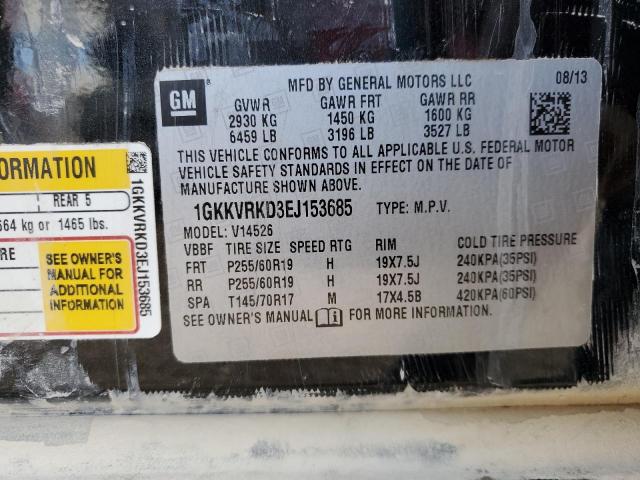 GM
MFD BY GENERAL MOTORS LLC
08/13
GVWR GAWR FRT GAWR RR
2930 KG 1450 KG 1600 KG
6459 LB 3196 LB 3527 LB
THIS VEHICLE CONFORMS TO ALL APPLICABLE U.S. FEDERAL MOTOR
VEHICLE SAFETY STANDARDS IN EFFECT ON THE DATE OF
MANUFACTURE SHOWN ABOVE.
1GKKVRKD3EJ153685 TYPE: M.P.V.
MODEL: V14526
VBBF TIRE SIZE SPEED RTG RIM COLD TIRE PRESSURE
FRT P255/60R19 H 19X7.5J 240KPA(35PSI)
RR P255/60R19 H 19X7.5J 240KPA(35PSI)
SPA T145/70R17 M 17X4.5B 420KPA(60PSI)
SEE OWNER'S MANUAL FOR MORE INFORMATION.
ORMATION
REAR 5
664 kg or 1465 lbs.
RE
SEE OWNER'S
MANUAL FOR
ADDITIONAL
INFORMATION
1GKKVRKD3EJ153685